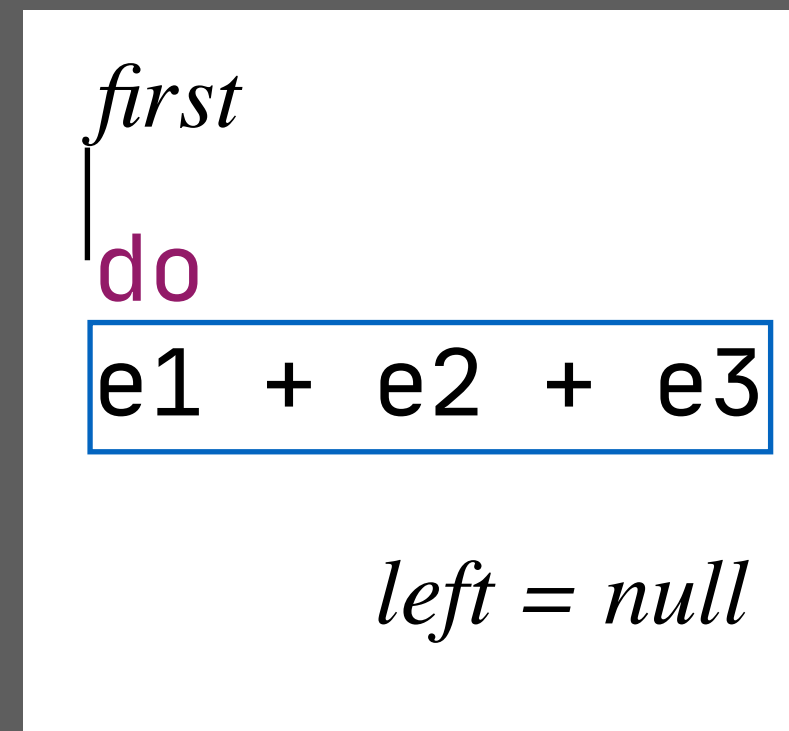 first
do
e1 + e2 + e3
left = null